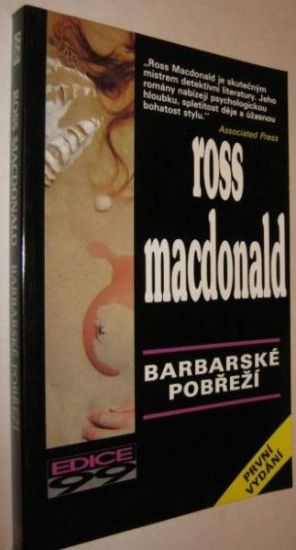 „Ross Macdonald je skutečným
mistrem detektivní literatury. Jeho
romány nabízejí psychologickou
hloubku, spletitost děje a úžasnou
bohatost stylu.“
Associated Press
ross
macdonald
BARBARSKÉ
POBŘEŽÍ
PRVNÍ
VYDÁNÍ
EDICE
99
ROSS MACDONALD BARBARSKÉ POBŘEŽÍ